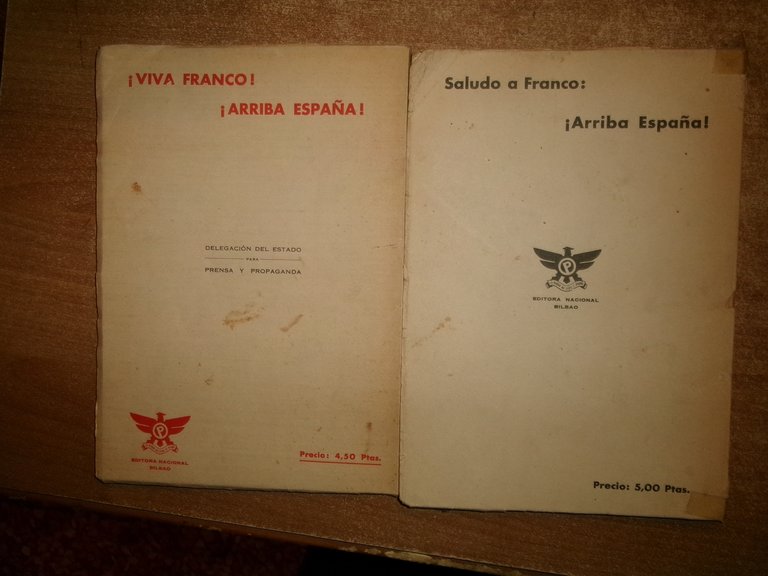 ¡VIVA FRANCO!
¡ARRIBA ESPAÑA!
DELEGACIÓN DEL ESTADO
PARA
PRENSA Y PROPAGANDA
P
EDITORA NACIONAL
BILBAO
Precio: 4,50 Ptas.
Saludo a Franco:
¡Arriba España!
P
EDITORA NACIONAL
BILBAO
Precio: 5,00 Ptas.